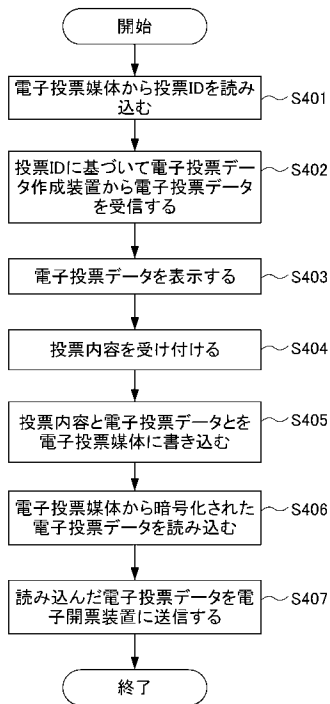 開始
電子投票媒体から投票IDを読み
込む
S401
投票IDに基づいて電子投票デー
タ作成装置から電子投票データ
を受信する
S402
電子投票データを表示する
S403
投票内容を受け付ける
S404
投票内容と電子投票データとを
電子投票媒体に書き込む
S405
電子投票媒体から暗号化された
電子投票データを読み込む
S406
読み込んだ電子投票データを電
子開票装置に送信する
S407
終了